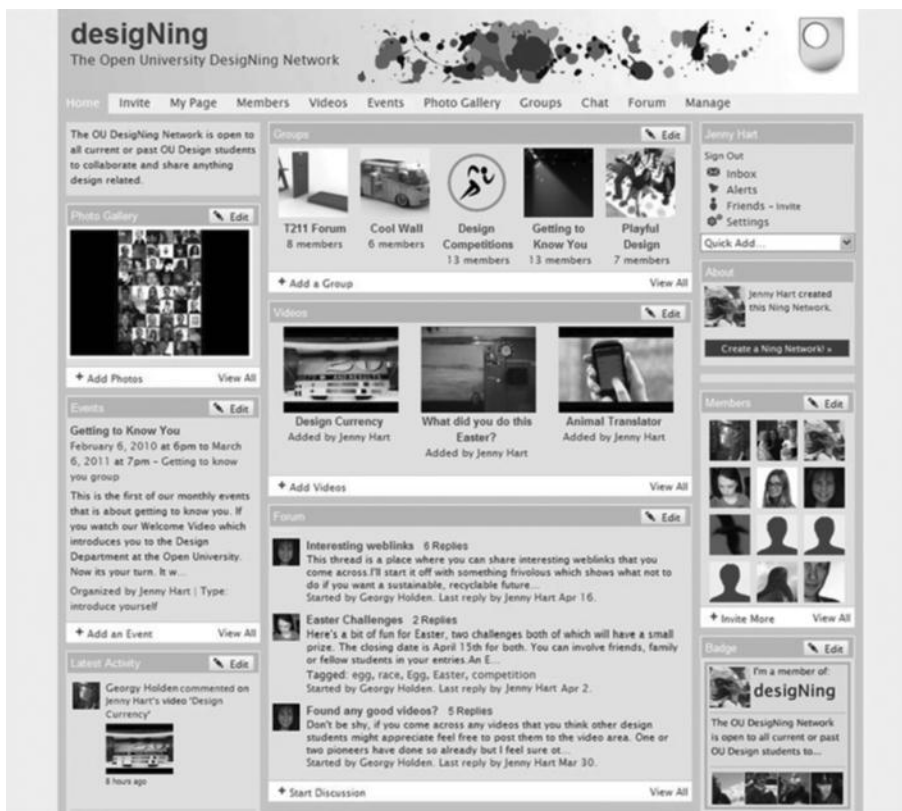 desigNing
The Open University DesigNing Network
Home Invite My Page Members Videos Events Photo Gallery Groups Chat Forum Manage
The OU DesigNing Network is open to
all current or past OU Design students
to collaborate and share anything
design related.
Photo Gallery Edit
+ Add Photos View All
Events Edit
Getting to Know You
February 6, 2010 at 6pm to March
6, 2011 at 7pm – Getting to know
you group
This is the first of our monthly events
that is about getting to know you. If
you watch our Welcome Video which
introduces you to the Design
Department at the Open University.
Now its your turn. It w...
Organized by Jenny Hart | Type:
introduce yourself
+ Add an Event View All
Latest Activity Edit
Georgy Holden commented on
Jenny Hart's video 'Design
Currency'
8 hours ago
Groups Edit
T211 Forum
8 members
Cool Wall
6 members
Design
Competitions
13 members
Getting to
Know You
13 members
Playful
Design
7 members
+ Add a Group View All
Videos Edit
Design Currency
Added by Jenny Hart
What did you do this
Easter?
Added by Jenny Hart
Animal Translator
Added by Jenny Hart
+ Add Videos View All
Forum Edit
Interesting weblinks 6 Replies
This thread is a place where you can share interesting weblinks that you
come across.I'll start it off with something frivolous which shows what not to
do if you want a sustainable, recyclable future...
Started by Georgy Holden. Last reply by Jenny Hart Apr 16.
Easter Challenges 2 Replies
Here's a bit of fun for Easter, two challenges both of which will have a small
prize. The closing date is April 15th for both. You can involve friends, family
or fellow students in your entries.An E...
Tagged: egg, race, Egg, Easter, competition
Started by Georgy Holden. Last reply by Jenny Hart Apr 2.
Found any good videos? 5 Replies
Don't be shy, if you come across any videos that you think other design
students might appreciate feel free to post them to the video area. One or
two pioneers have done so already but I feel sure ot...
Started by Georgy Holden. Last reply by Jenny Hart Mar 30.
+ Start Discussion View All
Jenny Hart
Sign Out
Inbox
Alerts
Friends – Invite
Settings
Quick Add...
About
Jenny Hart created
this Ning Network.
Create a Ning Network! »
Members Edit
+ Invite More View All
Badge Edit
I'm a member of:
desigNing
The OU DesigNing Network
is open to all current or past
OU Design students to...